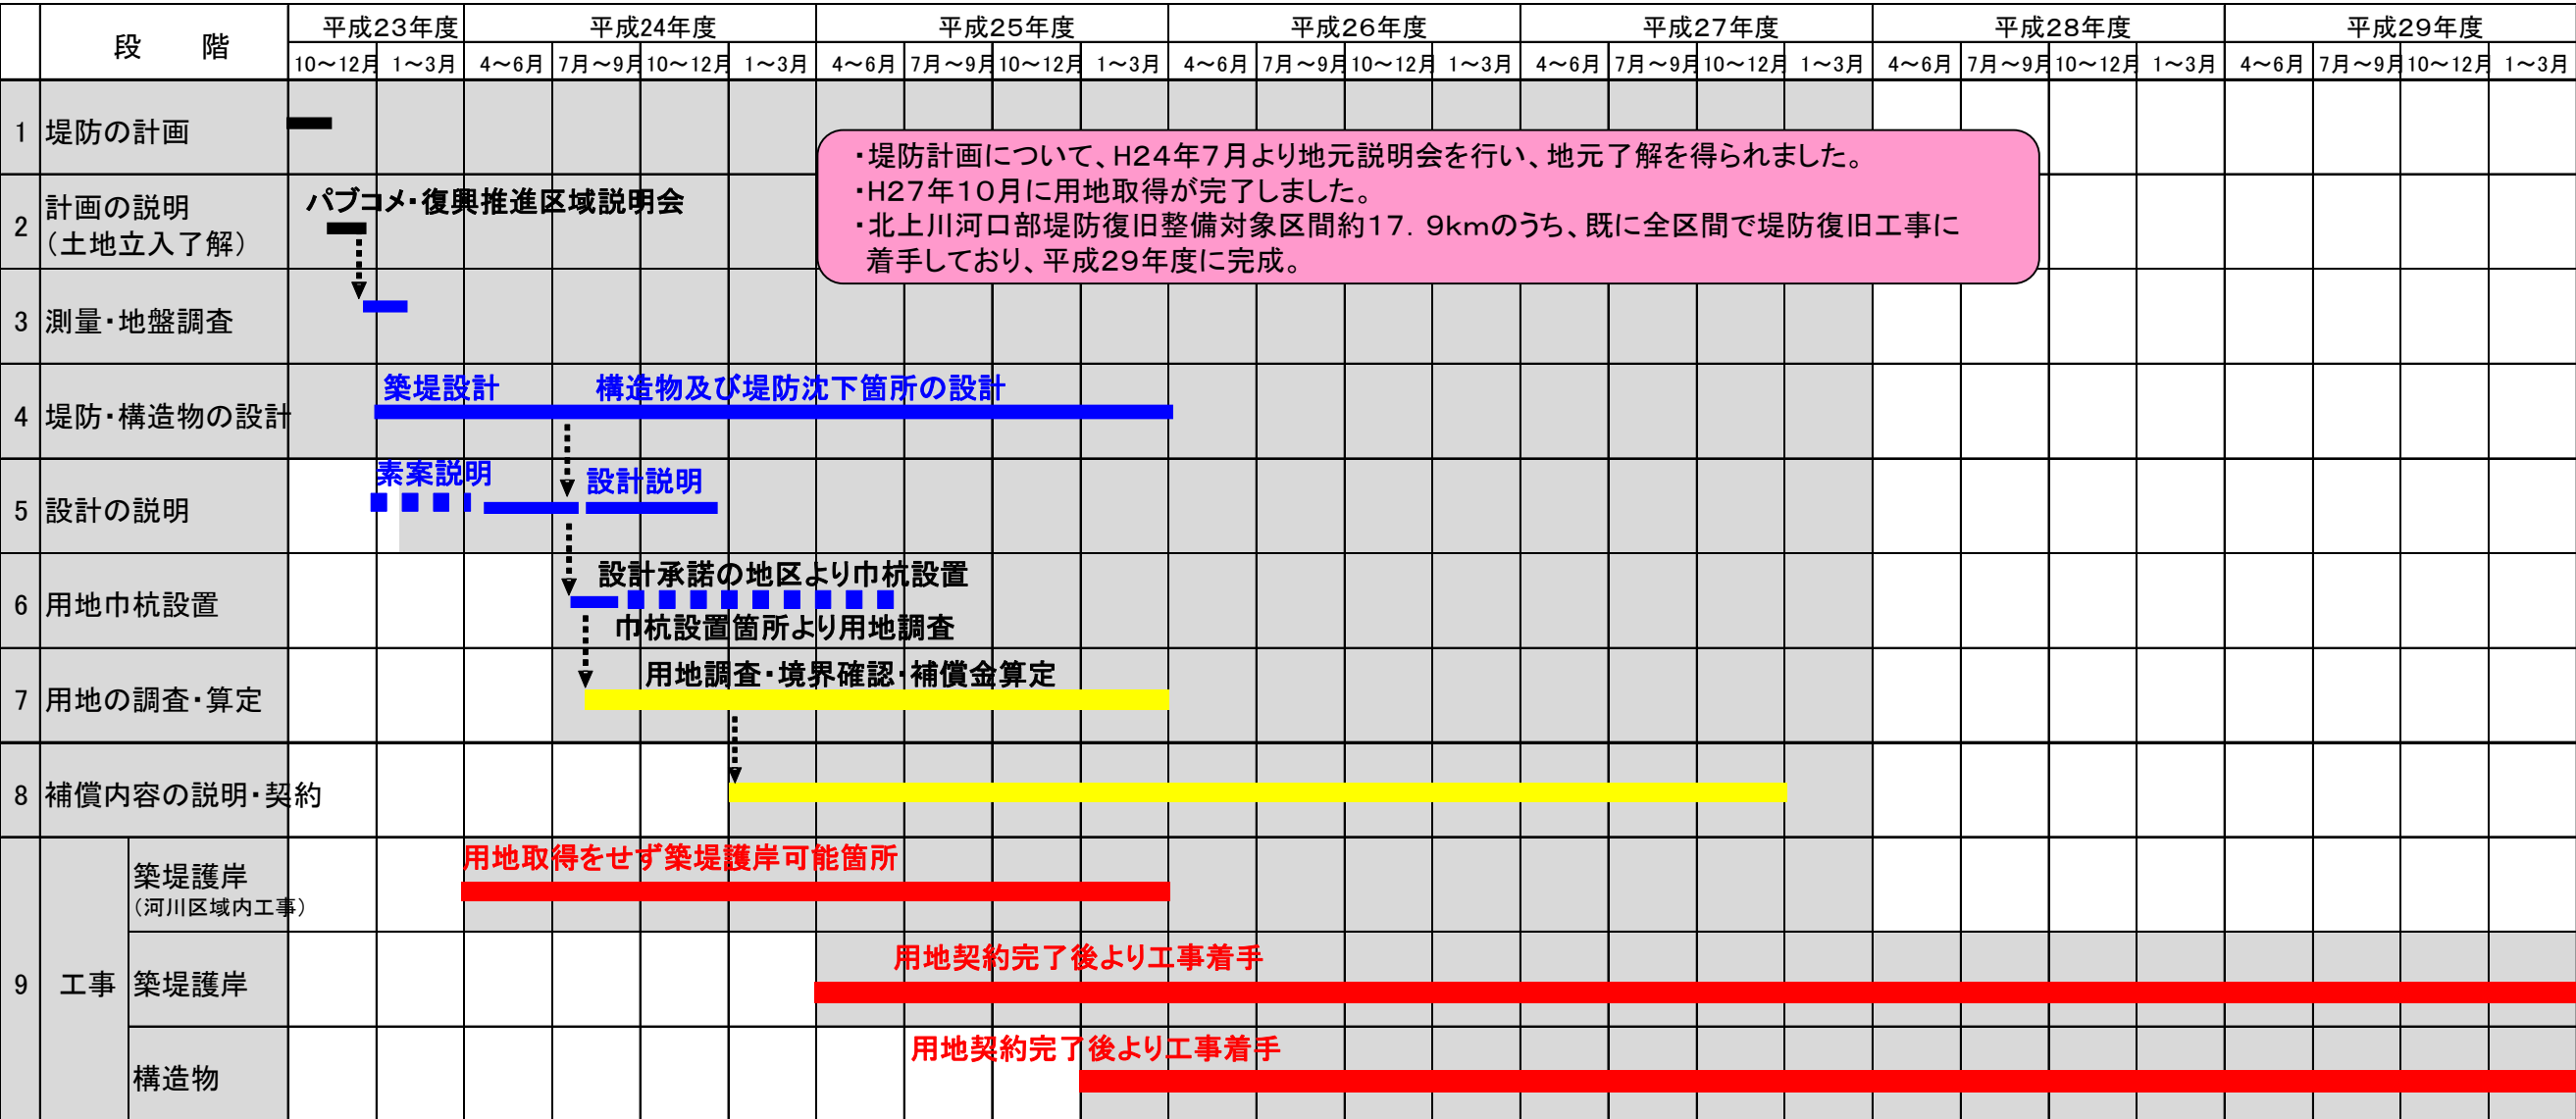 段　　階
平成23年度 平成24年度 平成25年度 平成26年度 平成27年度 平成28年度 平成29年度
10～12月 1～3月 4～6月 7月～9月 10～12月 1～3月 4～6月 7月～9月 10～12月 1～3月 4～6月 7月～9月 10～12月 1～3月 4～6月 7月～9月 10～12月 1～3月 4～6月 7月～9月 10～12月 1～3月 4～6月 7月～9月 10～12月 1～3月
1 堤防の計画
・堤防計画について、H24年7月より地元説明会を行い、地元了解を得られました。
・H27年10月に用地取得が完了しました。
・北上川河口部堤防復旧整備対象区間約17．9kmのうち、既に全区間で堤防復旧工事に
着手しており、平成29年度に完成。
2 計画の説明
（土地立入了解）
パブコメ・復興推進区域説明会
3 測量・地盤調査
4 堤防・構造物の設計
築堤設計 構造物及び堤防沈下箇所の設計
5 設計の説明
素案説明 設計説明
6 用地巾杭設置
設計承諾の地区より巾杭設置
巾杭設置箇所より用地調査
7 用地の調査・算定
用地調査・境界確認・補償金算定
8 補償内容の説明・契約
9 工事
築堤護岸
（河川区域内工事）
用地取得をせず築堤護岸可能箇所
築堤護岸
用地契約完了後より工事着手
構造物
用地契約完了後より工事着手